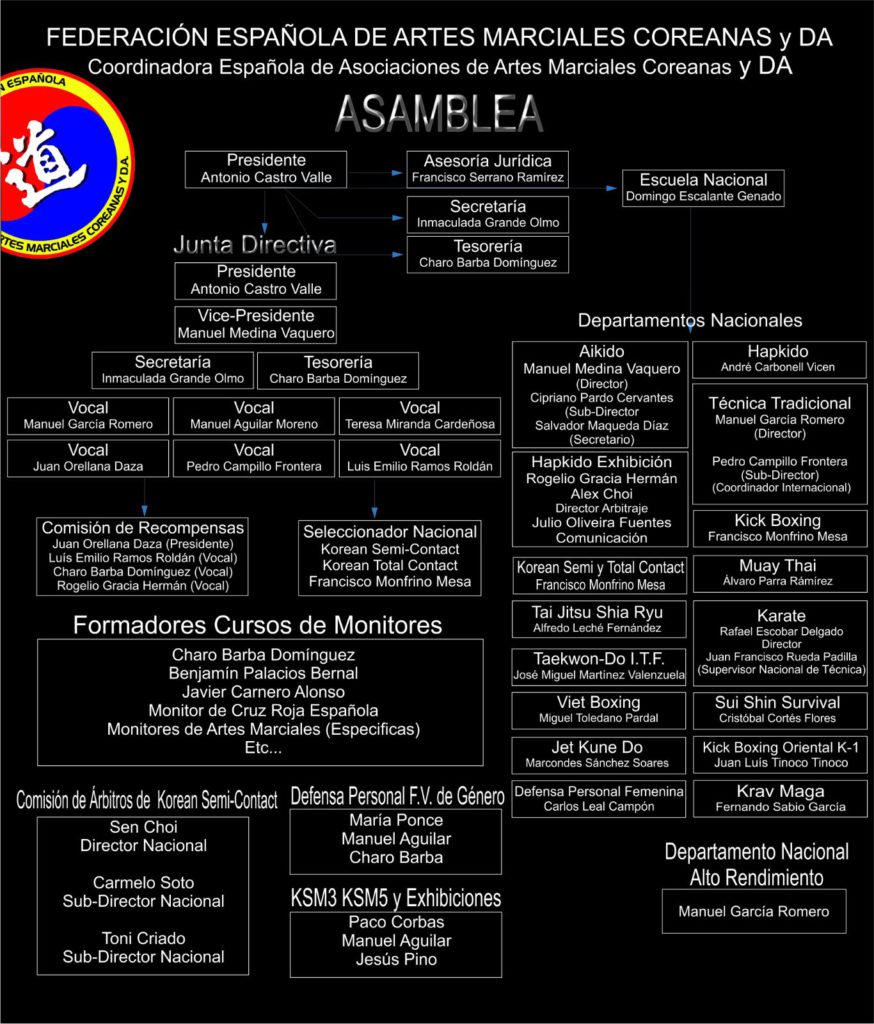 FEDERACIÓN ESPAÑOLA DE ARTES MARCIALES COREANAS y DA
Coordinadora Española de Asociaciones de Artes Marciales Coreanas y DA
N ESPAÑOLA
道
ARTES MARCIALES COREANAS Y D.A.
ASAMBLEA
Presidente
Antonio Castro Valle
Asesoría Jurídica
Francisco Serrano Ramírez
Escuela Nacional
Domingo Escalante Genado
Secretaría
Inmaculada Grande Olmo
Tesorería
Charo Barba Domínguez
Junta Directiva
Presidente
Antonio Castro Valle
Vice-Presidente
Manuel Medina Vaquero
Secretaría
Inmaculada Grande Olmo
Tesorería
Charo Barba Domínguez
Vocal
Manuel García Romero
Vocal
Manuel Aguilar Moreno
Vocal
Teresa Miranda Cardeñosa
Vocal
Juan Orellana Daza
Vocal
Pedro Campillo Frontera
Vocal
Luis Emilio Ramos Roldán
Comisión de Recompensas
Juan Orellana Daza (Presidente)
Luís Emilio Ramos Roldán (Vocal)
Charo Barba Domínguez (Vocal)
Rogelio Gracia Hermán (Vocal)
Seleccionador Nacional
Korean Semi-Contact
Korean Total Contact
Francisco Monfrino Mesa
Formadores Cursos de Monitores
Charo Barba Domínguez
Benjamín Palacios Bernal
Javier Carnero Alonso
Monitor de Cruz Roja Española
Monitores de Artes Marciales (Especificas)
Etc...
Comisión de Árbitros de Korean Semi-Contact
Sen Choi
Director Nacional
Carmelo Soto
Sub-Director Nacional
Toni Criado
Sub-Director Nacional
Defensa Personal F.V. de Género
María Ponce
Manuel Aguilar
Charo Barba
KSM3 KSM5 y Exhibiciones
Paco Corbas
Manuel Aguilar
Jesús Pino
Departamentos Nacionales
Aikido
Manuel Medina Vaquero
(Director)
Cipriano Pardo Cervantes
(Sub-Director
Salvador Maqueda Díaz
(Secretario)
Hapkido
André Carbonell Vicen
Técnica Tradicional
Manuel García Romero
(Director)
Pedro Campillo Frontera
(Sub-Director)
(Coordinador Internacional)
Hapkido Exhibición
Rogelio Gracia Hermán
Alex Choi
Director Arbitraje
Julio Oliveira Fuentes
Comunicación
Kick Boxing
Francisco Monfrino Mesa
Korean Semi y Total Contact
Francisco Monfrino Mesa
Muay Thai
Álvaro Parra Rámírez
Tai Jitsu Shia Ryu
Alfredo Leché Fernández
Karate
Rafael Escobar Delgado
Director
Juan Francisco Rueda Padilla
(Supervisor Nacional de Técnica)
Taekwon-Do I.T.F.
José Miguel Martínez Valenzuela
Viet Boxing
Miguel Toledano Pardal
Sui Shin Survival
Cristóbal Cortés Flores
Jet Kune Do
Marcondes Sánchez Soares
Kick Boxing Oriental K-1
Juan Luís Tinoco Tinoco
Defensa Personal Femenina
Carlos Leal Campón
Krav Maga
Fernando Sabio García
Departamento Nacional
Alto Rendimiento
Manuel García Romero